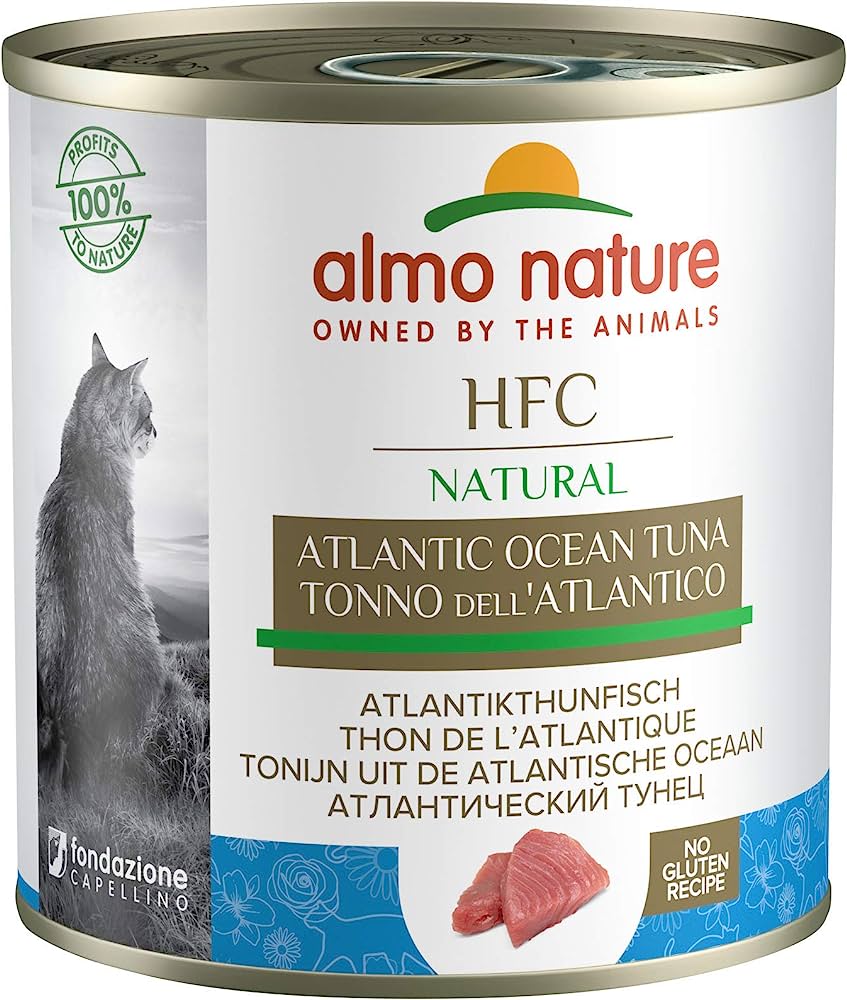 PROFITS
100%
TO NATURE
almo nature
OWNED BY THE ANIMALS
HFC
NATURAL
ATLANTIC OCEAN TUNA
TONNO DELL'ATLANTICO
ATLANTIKTHUNFISCH
THON DE L'ATLANTIQUE
TONIJN UIT DE ATLANTISCHE OCEAAN
АТЛАНТИЧЕСКИЙ ТУНЕЦ
NO
GLUTEN
RECIPE
fondazione
CAPELLINO